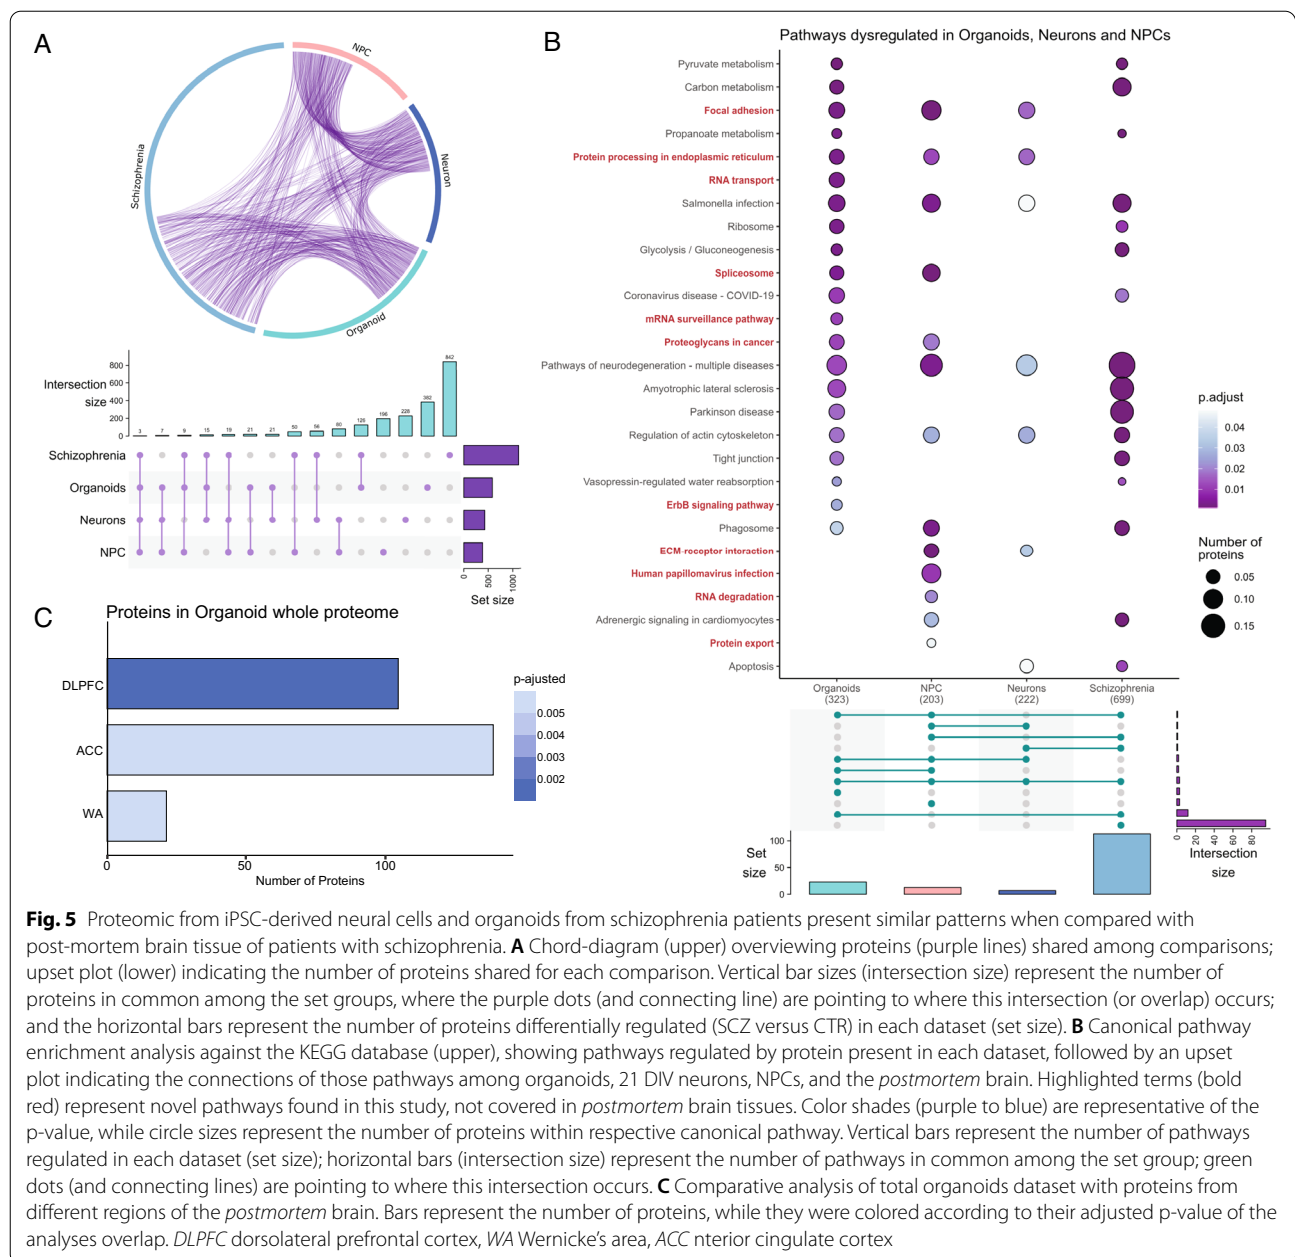 A
NPC
Neuron
Organoid
Schizophrenia
Intersection
size
800
600
400
200
0
3 7 9 15 19 21 21 50 56 80 125 196 228 382 842
Schizophrenia
Organoids
Neurons
NPC
0 500 1000
Set size
B
Pathways dysregulated in Organoids, Neurons and NPCs
Pyruvate metabolism
Carbon metabolism
Focal adhesion
Propanoate metabolism
Protein processing in endoplasmic reticulum
RNA transport
Salmonella infection
Ribosome
Glycolysis / Gluconeogenesis
Spliceosome
Coronavirus disease - COVID-19
mRNA surveillance pathway
Proteoglycans in cancer
Pathways of neurodegeneration - multiple diseases
Amyotrophic lateral sclerosis
Parkinson disease
Regulation of actin cytoskeleton
Tight junction
Vasopressin-regulated water reabsorption
ErbB signaling pathway
Phagosome
ECM-receptor interaction
Human papillomavirus infection
RNA degradation
Adrenergic signaling in cardiomyocytes
Protein export
Apoptosis
Organoids NPC Neurons Schizophrenia
(323) (203) (222) (699)
p.adjust
0.04
0.03
0.02
0.01
Number of
proteins
0.05
0.10
0.15
0 20 40 60 80
Intersection
size
Set
size
100
50
0
C
Proteins in Organoid whole proteome
DLPFC
ACC
WA
0 50 100
Number of Proteins
p-ajusted
0.005
0.004
0.003
0.002
Fig. 5 Proteomic from iPSC-derived neural cells and organoids from schizophrenia patients present similar patterns when compared with
post-mortem brain tissue of patients with schizophrenia. A Chord-diagram (upper) overviewing proteins (purple lines) shared among comparisons;
upset plot (lower) indicating the number of proteins shared for each comparison. Vertical bar sizes (intersection size) represent the number of
proteins in common among the set groups, where the purple dots (and connecting line) are pointing to where this intersection (or overlap) occurs;
and the horizontal bars represent the number of proteins differentially regulated (SCZ versus CTR) in each dataset (set size). B Canonical pathway
enrichment analysis against the KEGG database (upper), showing pathways regulated by protein present in each dataset, followed by an upset
plot indicating the connections of those pathways among organoids, 21 DIV neurons, NPCs, and the postmortem brain. Highlighted terms (bold
red) represent novel pathways found in this study, not covered in postmortem brain tissues. Color shades (purple to blue) are representative of the
p-value, while circle sizes represent the number of proteins within respective canonical pathway. Vertical bars represent the number of pathways
regulated in each dataset (set size); horizontal bars (intersection size) represent the number of pathways in common among the set group; green
dots (and connecting lines) are pointing to where this intersection occurs. C Comparative analysis of total organoids dataset with proteins from
different regions of the postmortem brain. Bars represent the number of proteins, while they were colored according to their adjusted p-value of the
analyses overlap. DLPFC dorsolateral prefrontal cortex, WA Wernicke's area, ACC nterior cingulate cortex